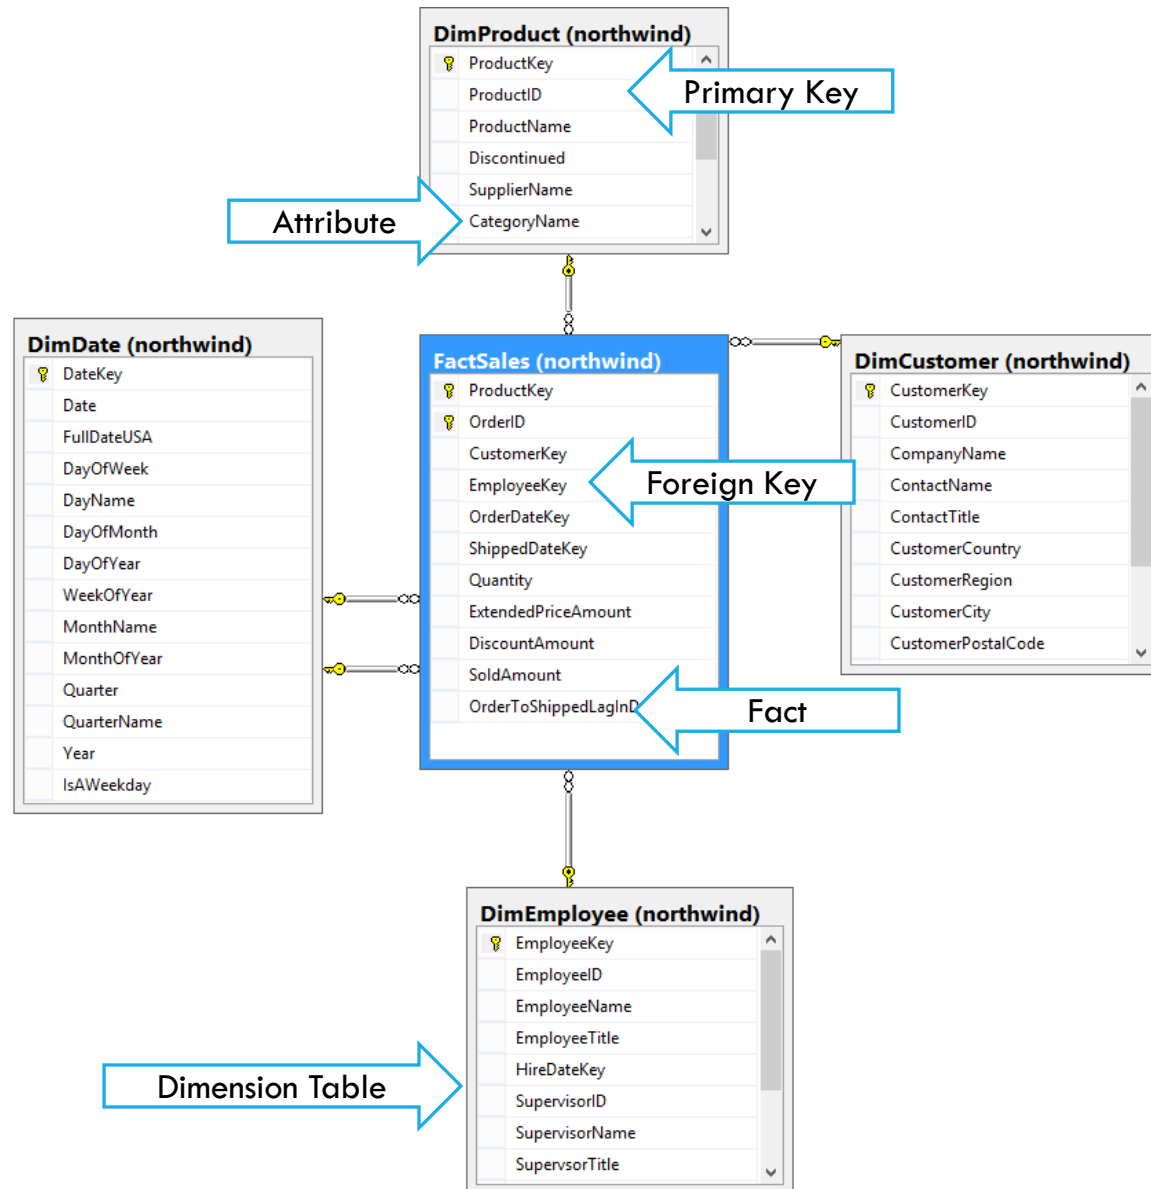 DimProduct (northwind)
ProductKey
ProductID
ProductName
Discontinued
SupplierName
CategoryName
Primary Key
Attribute
DimDate (northwind)
DateKey
Date
FullDateUSA
DayOfWeek
DayName
DayOfMonth
DayOfYear
WeekOfYear
MonthName
MonthOfYear
Quarter
QuarterName
Year
IsAWeekday
FactSales (northwind)
ProductKey
OrderID
CustomerKey
EmployeeKey
OrderDateKey
ShippedDateKey
Quantity
ExtendedPriceAmount
DiscountAmount
SoldAmount
OrderToShippedLagInD
Foreign Key
Fact
DimCustomer (northwind)
CustomerKey
CustomerID
CompanyName
ContactName
ContactTitle
CustomerCountry
CustomerRegion
CustomerCity
CustomerPostalCode
DimEmployee (northwind)
EmployeeKey
EmployeeID
EmployeeName
EmployeeTitle
HireDateKey
SupervisorID
SupervisorName
SupervsorTitle
Dimension Table